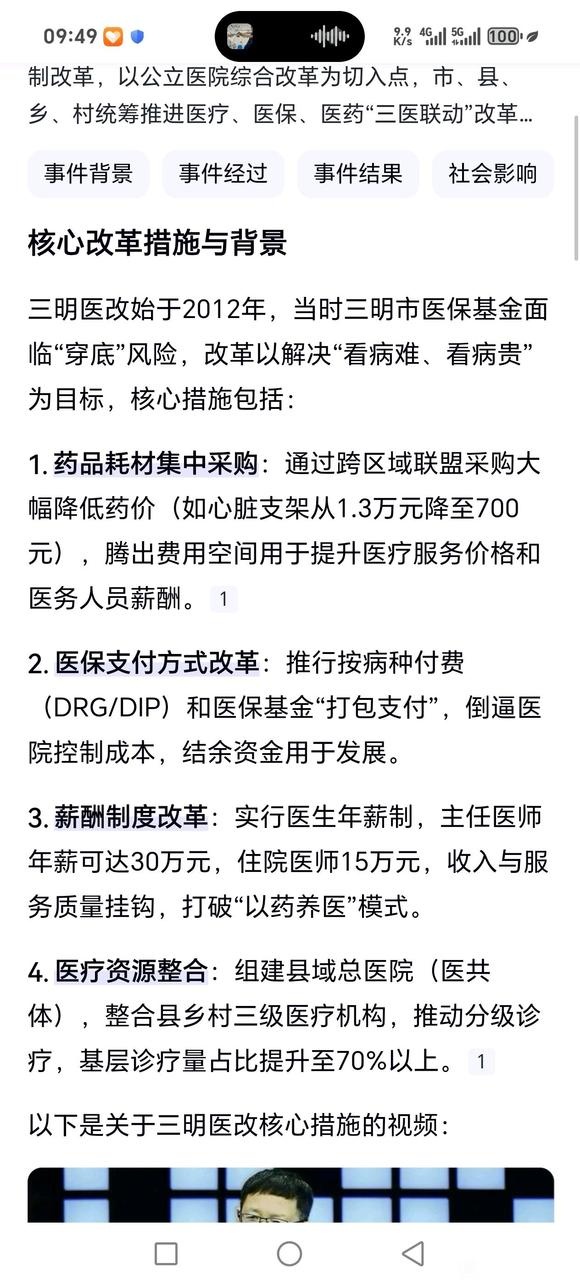 09:49
9.9
K/s
4G
5G
100
制改革，以公立医院综合改革为切入点，市、县、
乡、村统筹推进医疗、医保、医药“三医联动”改革…
事件背景
事件经过
事件结果
社会影响
核心改革措施与背景
三明医改始于2012年，当时三明市医保基金面
临“穿底”风险，改革以解决“看病难、看病贵”
为目标，核心措施包括：
1. 药品耗材集中采购：通过跨区域联盟采购大
幅降低药价（如心脏支架从1.3万元降至700
元），腾出费用空间用于提升医疗服务价格和
医务人员薪酬。 1
2. 医保支付方式改革：推行按病种付费
（DRG/DIP）和医保基金“打包支付”，倒逼医
院控制成本，结余资金用于发展。
3. 薪酬制度改革：实行医生年薪制，主任医师
年薪可达30万元，住院医师15万元，收入与服
务质量挂钩，打破“以药养医”模式。
4. 医疗资源整合：组建县域总医院（医共
体），整合县乡村三级医疗机构，推动分级诊
疗，基层诊疗量占比提升至70%以上。 1
以下是关于三明医改核心措施的视频：